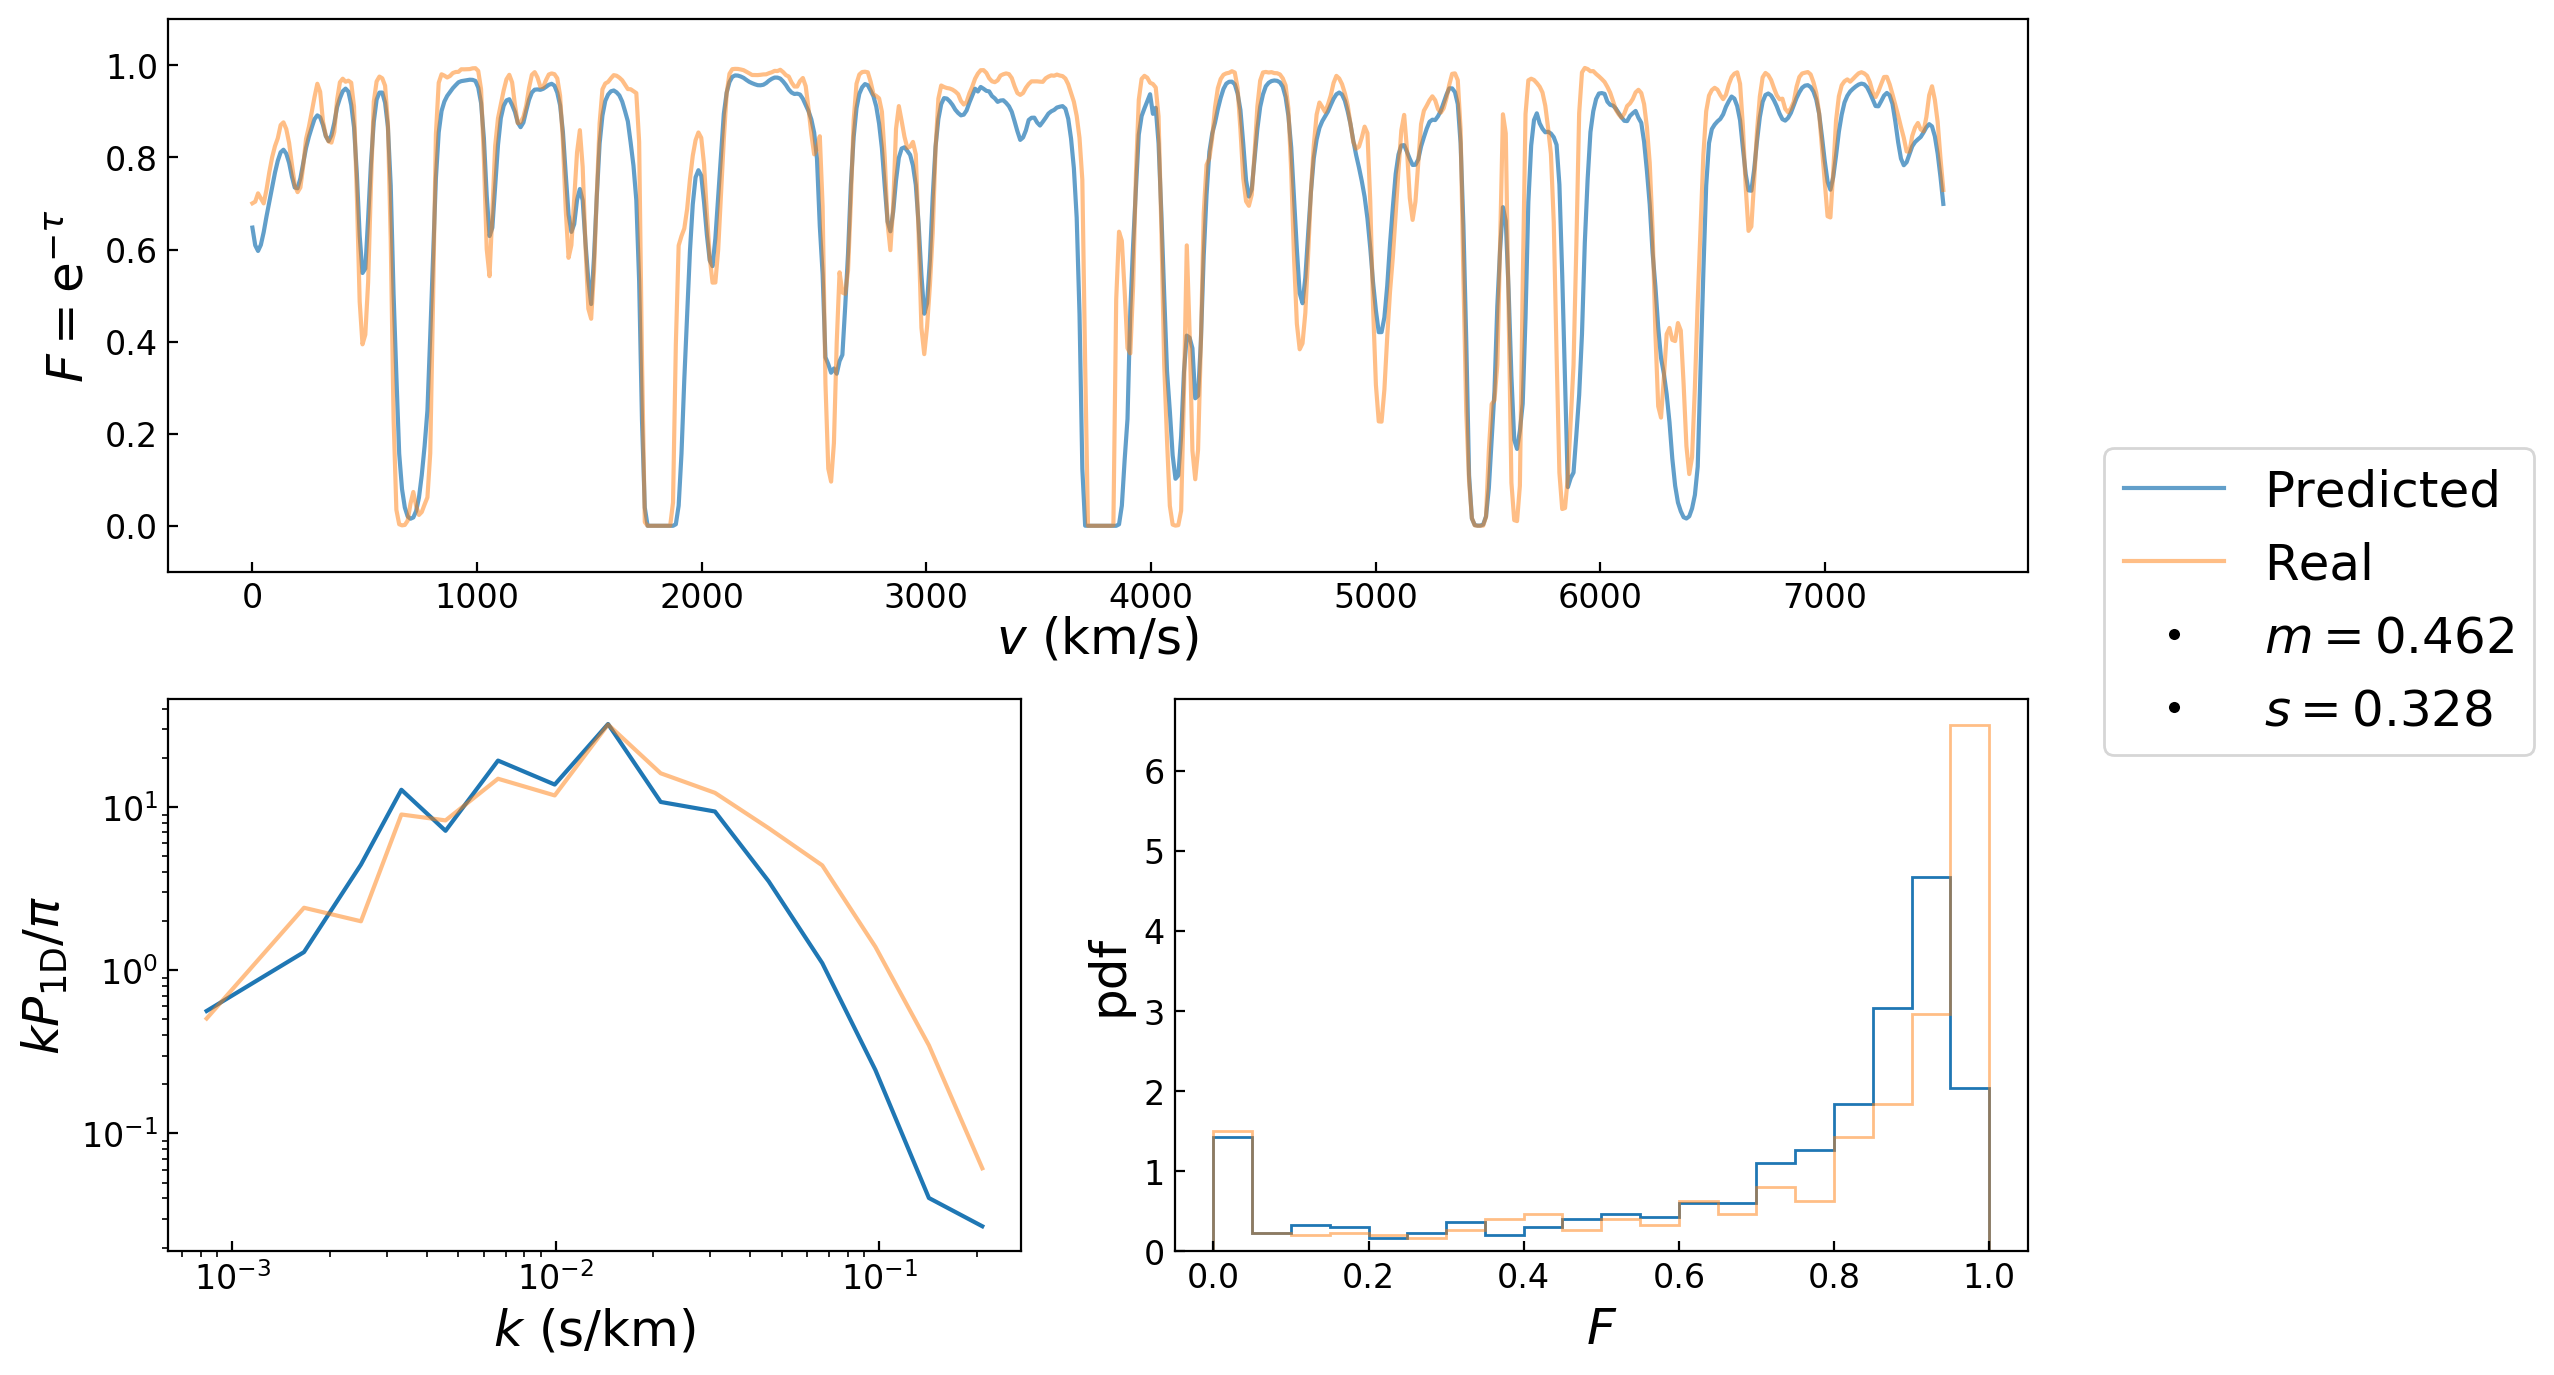 1.0
0.8
0.6
0.4
0.2
0.0
F = e^{-τ}
0 1000 2000 3000 4000 5000 6000 7000
v (km/s)
Predicted
Real
m = 0.462
s = 0.328
10^1
10^0
10^{-1}
kP_{1D}/π
10^{-3} 10^{-2} 10^{-1}
k (s/km)
6
5
4
3
2
1
0
pdf
0.0 0.2 0.4 0.6 0.8 1.0
F